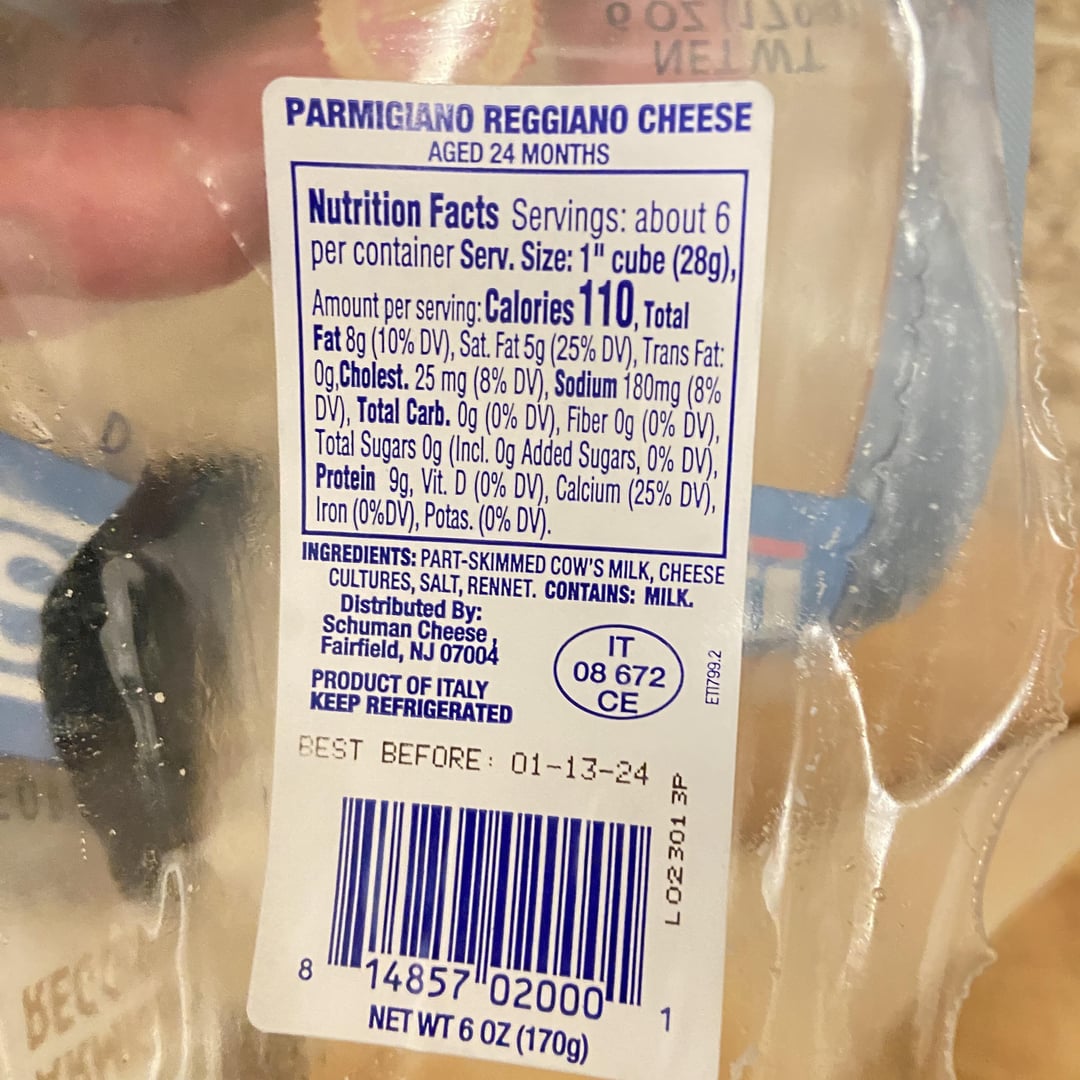 PARMIGIANO REGGIANO CHEESE
AGED 24 MONTHS
Nutrition Facts Servings: about 6
per container Serv. Size: 1" cube (28g),
Amount per serving: Calories 110, Total
Fat 8g (10% DV), Sat. Fat 5g (25% DV), Trans Fat:
0g,Cholest. 25 mg (8% DV), Sodium 180mg (8%
DV), Total Carb. 0g (0% DV), Fiber 0g (0% DV),
Total Sugars 0g (Incl. 0g Added Sugars, 0% DV),
Protein 9g, Vit. D (0% DV), Calcium (25% DV),
Iron (0%DV), Potas. (0% DV).
INGREDIENTS: PART-SKIMMED COW'S MILK, CHEESE
CULTURES, SALT, RENNET. CONTAINS: MILK.
Distributed By:
Schuman Cheese,
Fairfield, NJ 07004
PRODUCT OF ITALY
KEEP REFRIGERATED
IT
08 672
CE
ETI799.2
BEST BEFORE: 01-13-24
L02301 3P
8 14857 02000 1
NET WT 6 OZ (170g)
NET WT
6 OZ